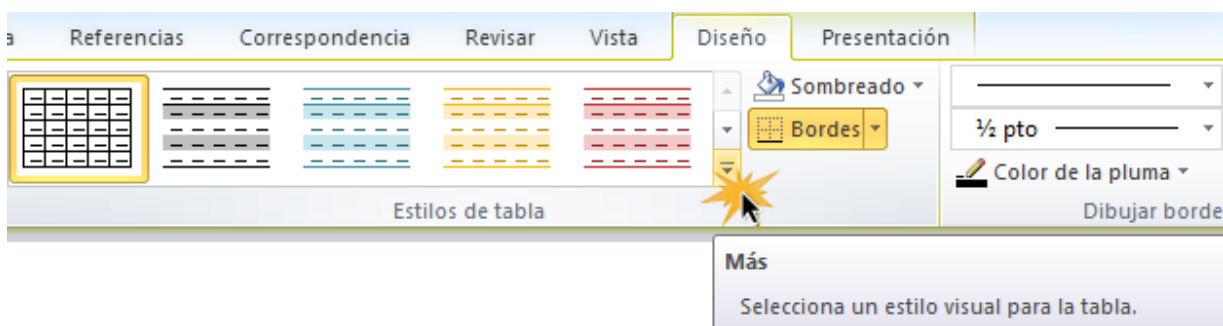 a Referencias Correspondencia Revisar Vista Diseño Presentación
Sombreado
Bordes
½ pto
Color de la pluma
Estilos de tabla
Dibujar borde
Más
Selecciona un estilo visual para la tabla.